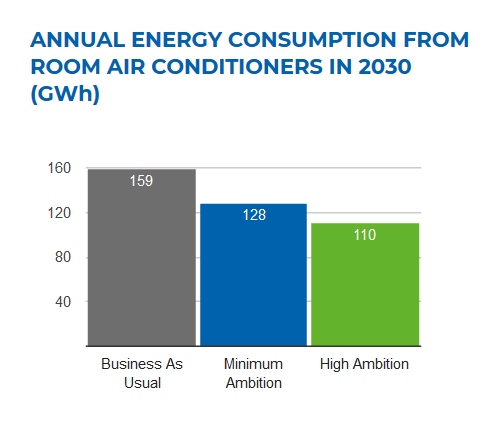 ANNUAL ENERGY CONSUMPTION FROM
ROOM AIR CONDITIONERS IN 2030
(GWh)
160
120
80
40
159
128
110
Business As
Usual
Minimum
Ambition
High Ambition